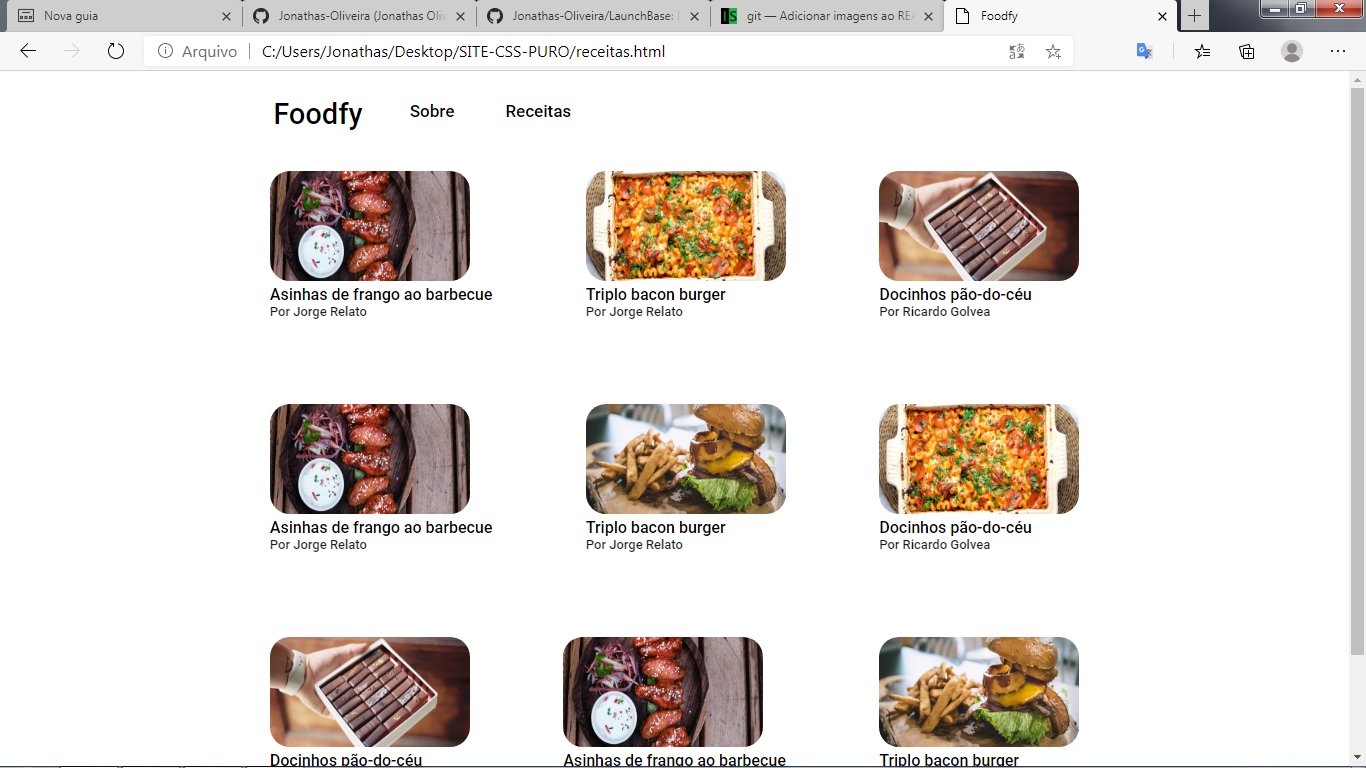 Nova guia
Jonathas-Oliveira (Jonathas Oliv
Jonathas-Oliveira/LaunchBase: D
git — Adicionar imagens ao REA
Foodfy
Arquivo
C:/Users/Jonathas/Desktop/SITE-CSS-PURO/receitas.html
Foodfy
Sobre
Receitas
Asinhas de frango ao barbecue
Por Jorge Relato
Triplo bacon burger
Por Jorge Relato
Docinhos pão-do-céu
Por Ricardo Golvea
Asinhas de frango ao barbecue
Por Jorge Relato
Triplo bacon burger
Por Jorge Relato
Docinhos pão-do-céu
Por Ricardo Golvea
Docinhos pão-do-céu
Asinhas de frango ao barbecue
Triplo bacon burger